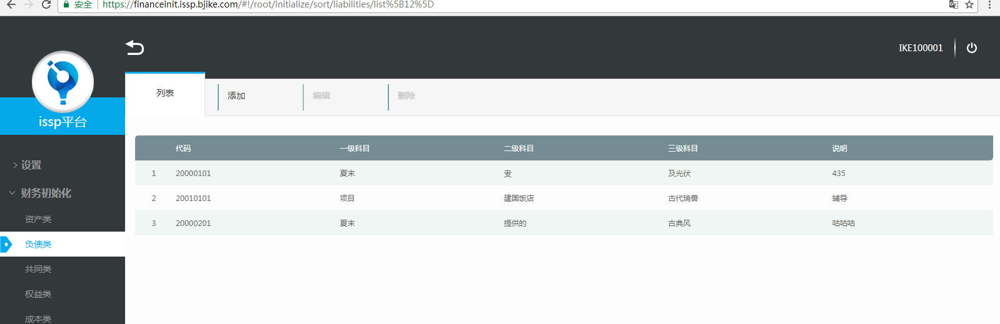 安全 https://financeinit.issp.bjike.com/#!/root/initialize/sort/liabilities/list%5B12%5D
IKE100001
issp平台
列表 添加 编辑 删除
设置
财务初始化
资产类
负债类
共同类
权益类
成本类
代码 一级科目 二级科目 三级科目 说明
1 20000101 夏末 变 及光伏 435
2 20010101 项目 建国饭店 古代瑞兽 辅导
3 20000201 夏末 提供的 古典风 咕咕咕